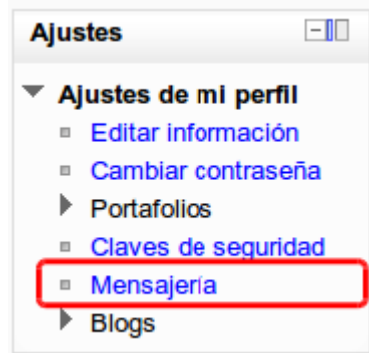 Ajustes
Ajustes de mi perfil
Editar información
Cambiar contraseña
Portafolios
Claves de seguridad
Mensajería
Blogs